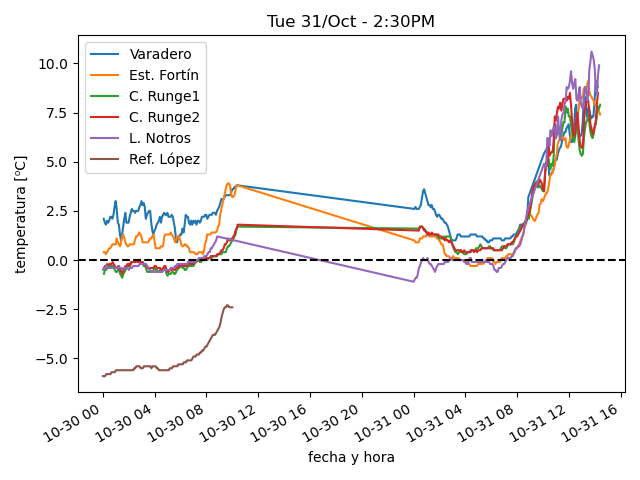 Tue 31/Oct - 2:30PM
Varadero
Est. Fortín
C. Runge1
C. Runge2
L. Notros
Ref. López
temperatura [°C]
10.0
7.5
5.0
2.5
0.0
−2.5
−5.0
10-30 00
10-30 04
10-30 08
10-30 12
10-30 16
10-30 20
10-31 00
10-31 04
10-31 08
10-31 12
10-31 16
fecha y hora